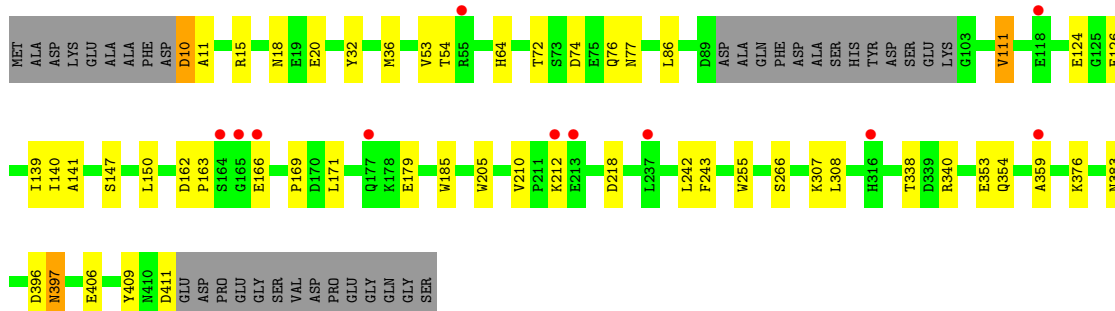 MET ALA ASP LYS GLU ALA ALA PHE ASP D10 A11 R15 N18 E19 E20 Y32 M36 V53 T54 R55 H64 T72 S73 D74 E75 Q76 N77 L86 D89 ASP ALA GLN PHE ASP ALA SER HIS TYR ASP SER GLU LYS G103 V111 E118 E124 G125
I139 I140 A141 S147 L150 D162 P163 S164 G165 E166 P169 D170 L171 Q177 K178 E179 W185 W205 V210 P211 K212 E213 D218 L237 L242 F243 W255 S266 K307 L308 H316 T338 D339 R340 E353 Q354 A359 K376
D396 N397 E406 Y409 N410 D411 GLU ASP PRO GLU GLY SER VAL ASP PRO GLU GLY GLN GLY SER